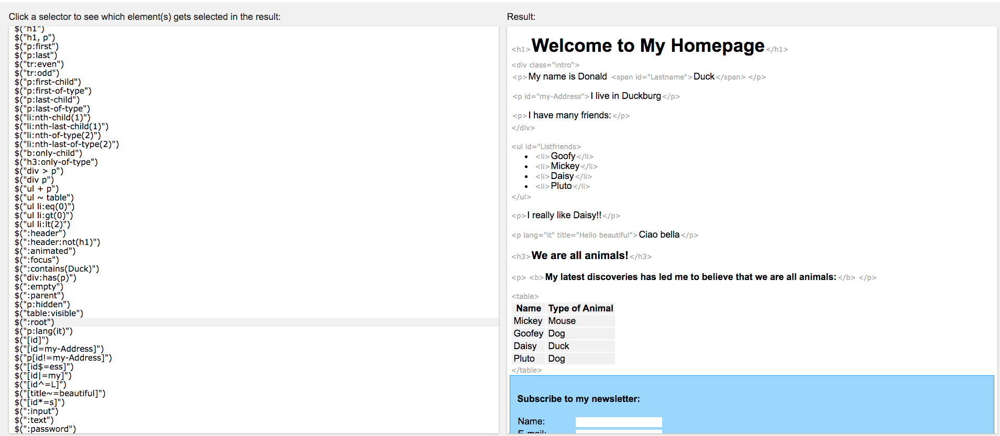 Click a selector to see which element(s) gets selected in the result:
$("h1")
$("h1, p")
$("p:first")
$("p:last")
$("tr:even")
$("tr:odd")
$("p:first-child")
$("p:first-of-type")
$("p:last-child")
$("p:last-of-type")
$("li:nth-child(1)")
$("li:nth-last-child(1)")
$("li:nth-of-type(2)")
$("li:nth-last-of-type(2)")
$("b:only-child")
$("h3:only-of-type")
$("div > p")
$("div p")
$("ul + p")
$("ul ~ table")
$("ul li:eq(0)")
$("ul li:gt(0)")
$("ul li:lt(2)")
$(":header")
$(":header:not(h1)")
$(":animated")
$(":focus")
$(":contains(Duck)")
$("div:has(p)")
$(":empty")
$(":parent")
$("p:hidden")
$("table:visible")
$(":root")
$("p:lang(it)")
$("[id]")
$("[id=my-Address]")
$("p[id!=my-Address]")
$("[id$=ess]")
$("[id|=my]")
$("[id^=L]")
$("[title~=beautiful]")
$("[id*=s]")
$(":input")
$(":text")
$(":password")
Result:
<h1>Welcome to My Homepage</h1>
<div class="intro">
<p>My name is Donald <span id="Lastname">Duck</span> </p>
<p id="my-Address">I live in Duckburg</p>
<p>I have many friends:</p>
</div>
<ul id="Listfriends>
• <li>Goofy</li>
• <li>Mickey</li>
• <li>Daisy</li>
• <li>Pluto</li>
</ul>
<p>I really like Daisy!!</p>
<p lang="it" title="Hello beautiful">Ciao bella</p>
<h3>We are all animals!</h3>
<p> <b>My latest discoveries has led me to believe that we are all animals:</b> </p>
<table>
Name Type of Animal
Mickey Mouse
Goofey Dog
Daisy Duck
Pluto Dog
</table>
Subscribe to my newsletter:
Name:
E-mail: